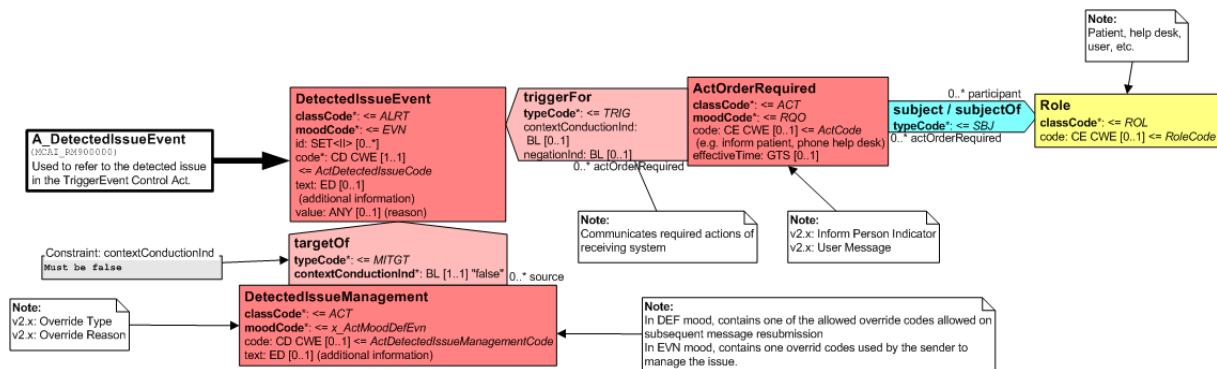 Note:
Patient, help desk,
user, etc.
A_DetectedIssueEvent
(MCAI_RM900000)
Used to refer to the detected issue
in the TriggerEvent Control Act.
DetectedIssueEvent
classCode*: <= ALRT
moodCode*: <= EVN
id: SET<II> [0..*]
code*: CD CWE [1..1]
<= ActDetectedIssueCode
text: ED [0..1]
(additional information)
value: ANY [0..1] (reason)
triggerFor
typeCode*: <= TRIG
contextConductionInd:
BL [0..1]
negationInd: BL [0..1]
0..* actOrderRequired
ActOrderRequired
classCode*: <= ACT
moodCode*: <= RQO
code: CE CWE [0..1] <= ActCode
(e.g. inform patient, phone help desk)
effectiveTime: GTS [0..1]
0..* participant
subject / subjectOf
typeCode*: <= SBJ
0..* actOrderRequired
Role
classCode*: <= ROL
code: CE CWE [0..1] <= RoleCode
Note:
Communicates required actions of
receiving system
Note:
v2.x: Inform Person Indicator
v2.x: User Message
Constraint: contextConductionInd
Must be false
targetOf
typeCode*: <= MITGT
contextConductionInd*: BL [1..1] "false"
0..* source
Note:
v2.x: Override Type
v2.x: Override Reason
DetectedIssueManagement
classCode*: <= ACT
moodCode*: <= x_ActMoodDefEvn
code: CD CWE [0..1] <= ActDetectedIssueManagementCode
text: ED [0..1] (additional information)
Note:
In DEF mood, contains one of the allowed override codes allowed on
subsequent message resubmission
In EVN mood, contains one overrid codes used by the sender to
manage the issue.